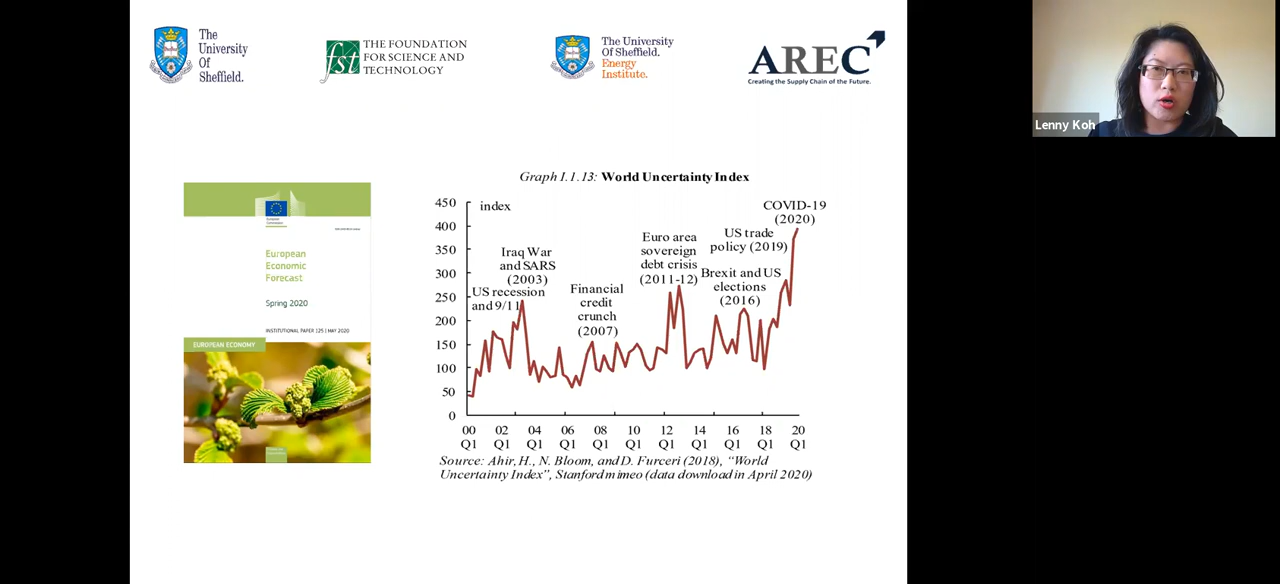 The
University
Of
Sheffield.
fst
THE FOUNDATION
FOR SCIENCE AND
TECHNOLOGY
The University
Of Sheffield.
Energy
Institute.
AREC
Creating the Supply Chain of the Future.
Lenny Koh
European
Economic
Forecast
Spring 2020
INSTITUTIONAL PAPER 125 | MAY 2020
EUROPEAN ECONOMY
Graph I.1.13: World Uncertainty Index
450
400
350
300
250
200
150
100
50
0
index
US recession
and 9/11
Iraq War
and SARS
(2003)
Financial
credit
crunch
(2007)
Euro area
sovereign
debt crisis
(2011-12)
Brexit and US
elections
(2016)
US trade
policy (2019)
COVID-19
(2020)
00 02 04 06 08 10 12 14 16 18 20
Q1 Q1 Q1 Q1 Q1 Q1 Q1 Q1 Q1 Q1 Q1
Source: Ahir, H., N. Bloom, and D. Furceri (2018), “World
Uncertainty Index”, Stanford mimeo (data download in April 2020)